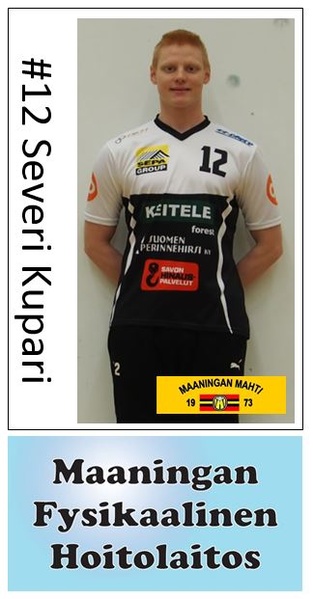 #12 Severi Kupari
SEPA
GROUP
12
KEITELE
forest
SUOMEN
PERINNEHIRSI
SAVON
PALVELUT
2
MAANINGAN MAHTI
19 73
Maaningan
Fysikaalinen
Hoitolaitos